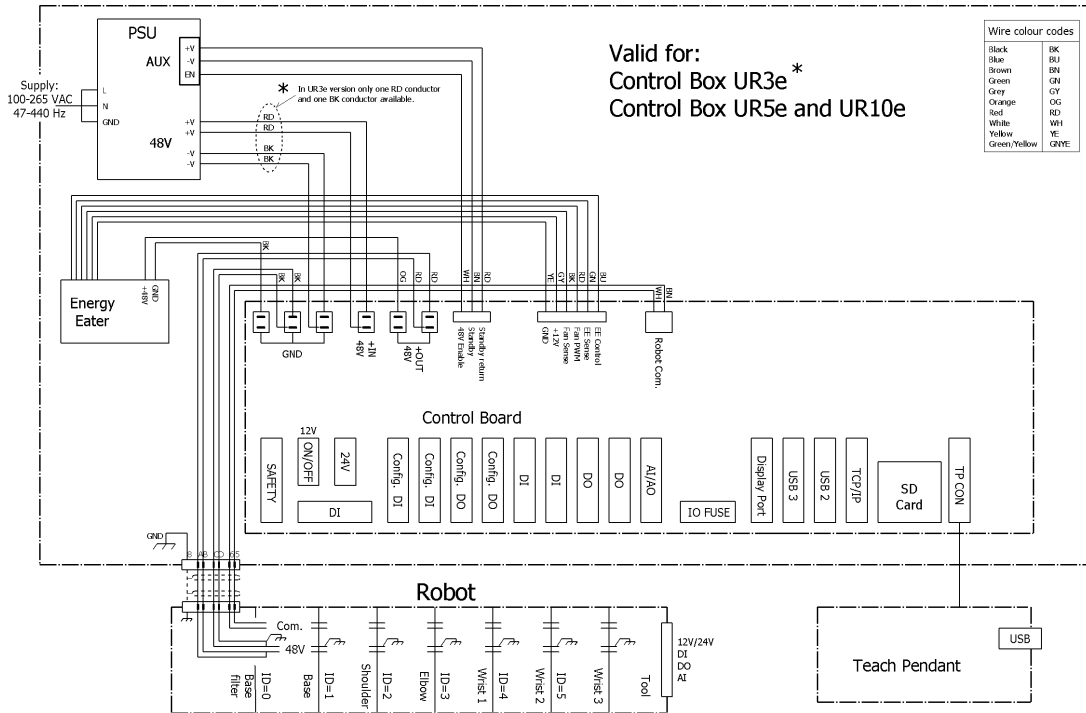 PSU
AUX
+V
-V
EN
Supply:
100-265 VAC
47-440 Hz
L
N
GND
48V
+V
+V
-V
-V
RD
RD
BK
BK
* In UR3e version only one RD conductor
and one BK conductor available.
Valid for:
Control Box UR3e *
Control Box UR5e and UR10e
Wire colour codes
Black BK
Blue BU
Brown BN
Green GN
Grey GY
Orange OG
Red RD
White WH
Yellow YE
Green/Yellow GNYE
Energy
Eater
+48V
GND
BK
BK
BK
OG
RD
RD
WH
BN
RD
YE
GY
BK
RD
GN
BU
WH
BN
GND
+IN
48V
+OUT
48V
48V Enable
Standby
Standby return
GND
+12V
Fan Sense
Fan PWM
EE Sense
EE Control
Robot Com.
Control Board
SAFETY
12V
ON/OFF
24V
DI
Config. DI
Config. DI
Config. DO
Config. DO
DI
DI
DO
DO
AI/AO
IO FUSE
Display Port
USB 3
USB 2
TCP/IP
SD
Card
TP CON
GND
8 AB CD 65
Robot
Com.
48V
Base
filter
ID=0
Base
ID=1
Shoulder
ID=2
Elbow
ID=3
Wrist 1
ID=4
Wrist 2
ID=5
Wrist 3
Tool
12V/24V
DI
DO
AI
Teach Pendant
USB